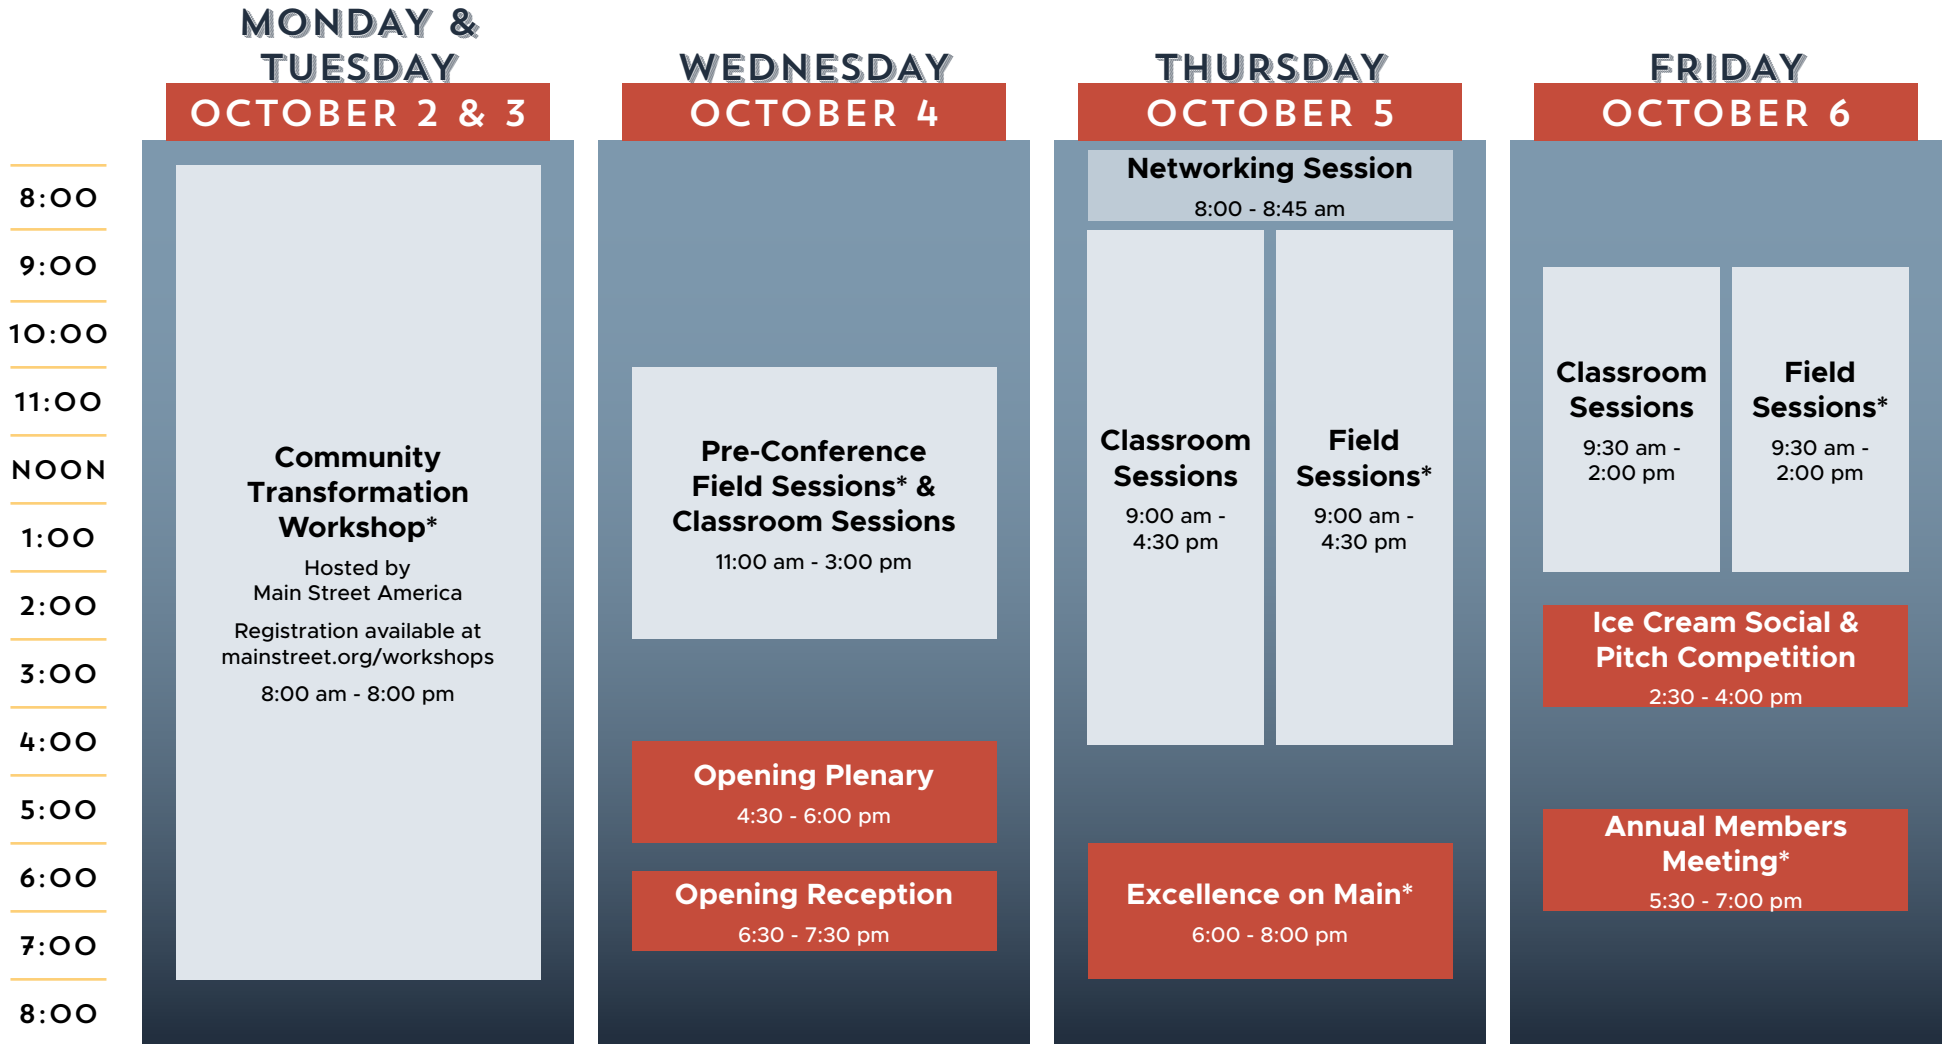 MONDAY &
TUESDAY
OCTOBER 2 & 3
WEDNESDAY
OCTOBER 4
THURSDAY
OCTOBER 5
FRIDAY
OCTOBER 6
8:00
9:00
10:00
11:00
NOON
1:00
2:00
3:00
4:00
5:00
6:00
7:00
8:00
Community
Transformation
Workshop*
Hosted by
Main Street America
Registration available at
mainstreet.org/workshops
8:00 am - 8:00 pm
Pre-Conference
Field Sessions* &
Classroom Sessions
11:00 am - 3:00 pm
Opening Plenary
4:30 - 6:00 pm
Opening Reception
6:30 - 7:30 pm
Networking Session
8:00 - 8:45 am
Classroom
Sessions
9:00 am -
4:30 pm
Field
Sessions*
9:00 am -
4:30 pm
Excellence on Main*
6:00 - 8:00 pm
Classroom
Sessions
9:30 am -
2:00 pm
Field
Sessions*
9:30 am -
2:00 pm
Ice Cream Social &
Pitch Competition
2:30 - 4:00 pm
Annual Members
Meeting*
5:30 - 7:00 pm